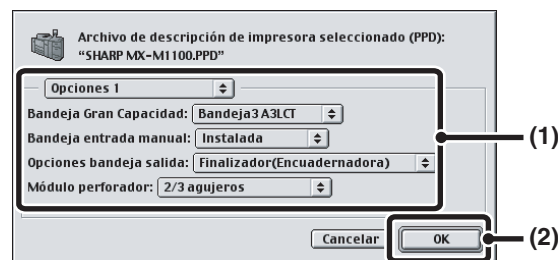 Archivo de descripción de impresora seleccionado (PPD):
“SHARP MX-M1100.PPD”
Opciones 1
Bandeja Gran Capacidad: Bandeja3 A3LCT
Bandeja entrada manual: Instalada
(1)
Opciones bandeja salida: Finalizador(Encuadernadora)
Módulo perforador: 2/3 agujeros
Cancelar OK (2)